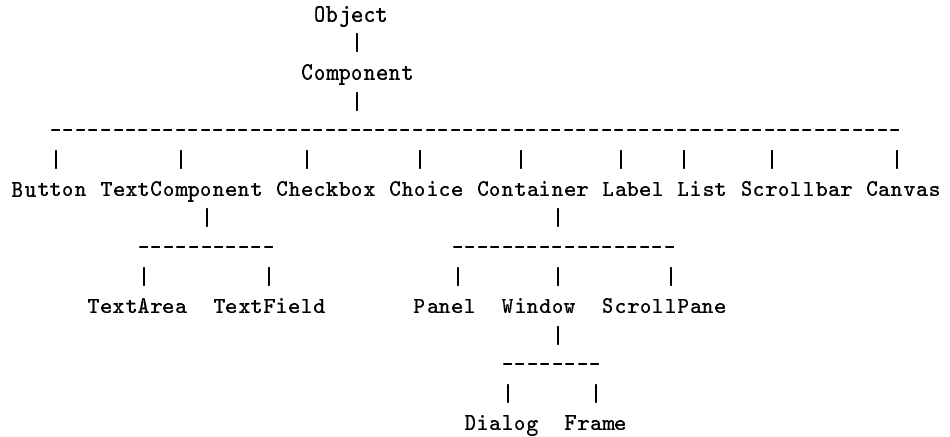 Object
Component
Button TextComponent Checkbox Choice Container Label List Scrollbar Canvas
TextArea TextField Panel Window ScrollPane
Dialog Frame